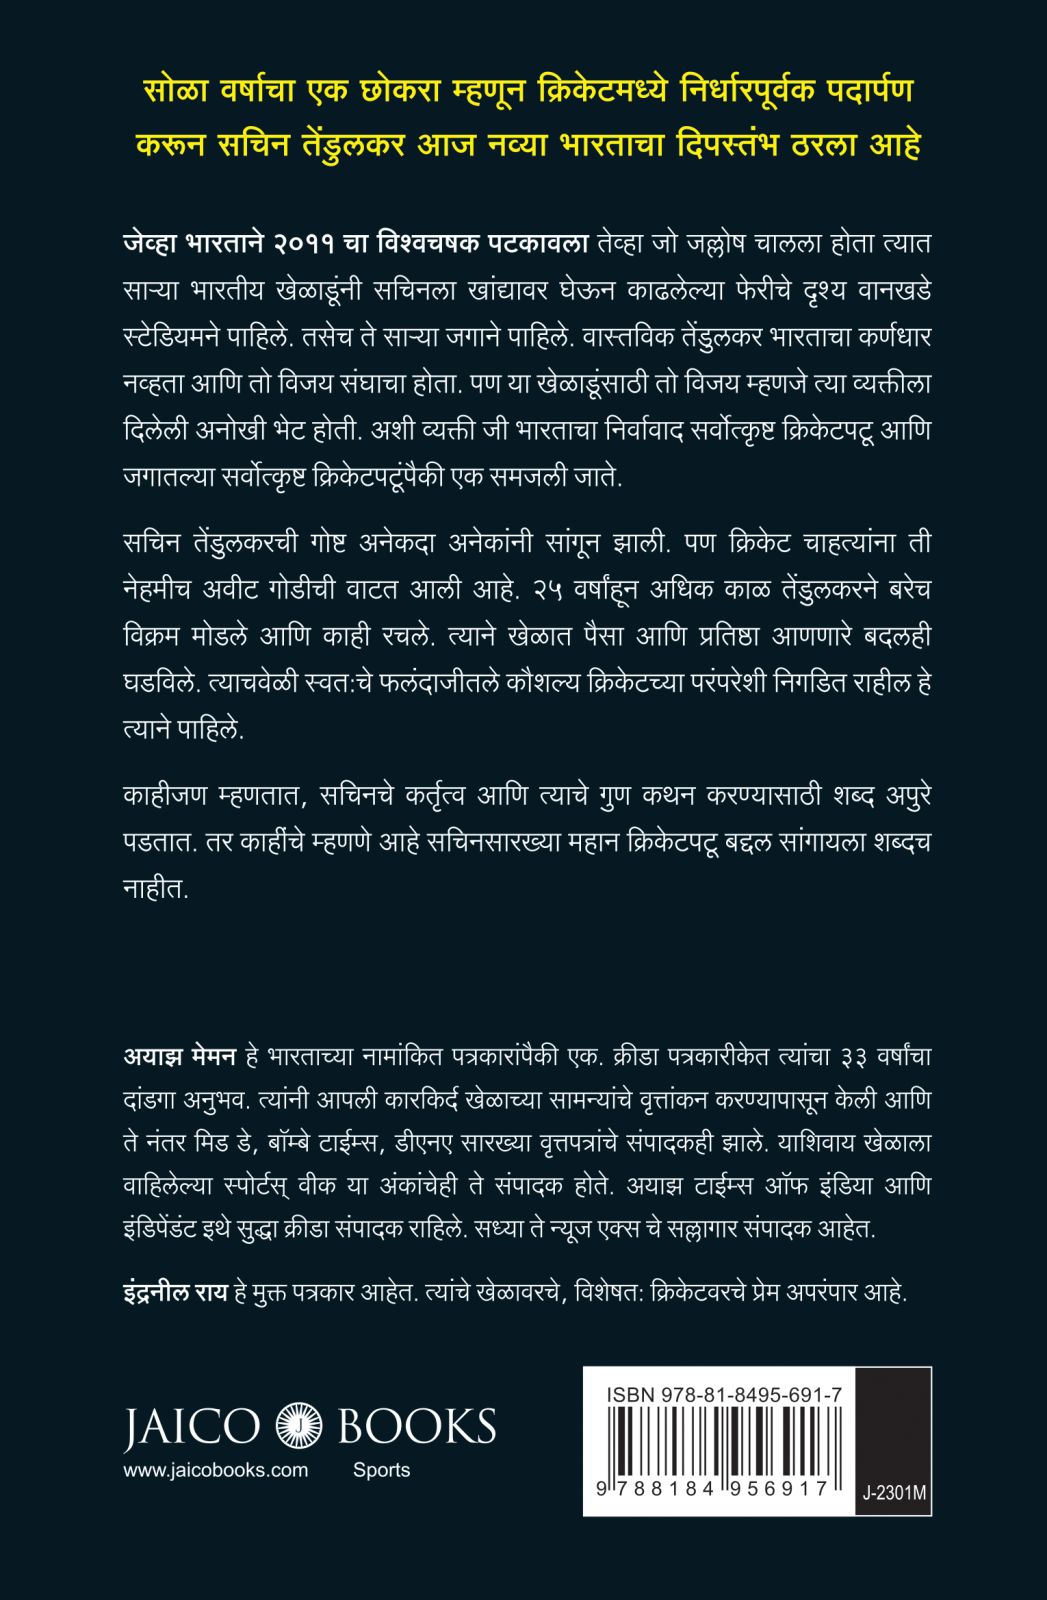 सोळा वर्षाचा एक छोकरा म्हणून क्रिकेटमध्ये निर्धारपूर्वक पदार्पण
करून सचिन तेंडुलकर आज नव्या भारताचा दिपस्तंभ ठरला आहे
जेव्हा भारताने २०११ चा विश्वचषक पटकावला तेव्हा जो जल्लोष चालला होता त्यात
साऱ्या भारतीय खेळाडूंनी सचिनला खांद्यावर घेऊन काढलेल्या फेरीचे दृश्य वानखडे
स्टेडियमने पाहिले. तसेच ते साऱ्या जगाने पाहिले. वास्तविक तेंडुलकर भारताचा कर्णधार
नव्हता आणि तो विजय संघाचा होता. पण या खेळाडूंसाठी तो विजय म्हणजे त्या व्यक्तीला
दिलेली अनोखी भेट होती. अशी व्यक्ती जी भारताचा निर्वावाद सर्वोत्कृष्ट क्रिकेटपटू आणि
जगातल्या सर्वोत्कृष्ट क्रिकेटपटूंपैकी एक समजली जाते.
सचिन तेंडुलकरची गोष्ट अनेकदा अनेकांनी सांगून झाली. पण क्रिकेट चाहत्यांना ती
नेहमीच अवीट गोडीची वाटत आली आहे. २५ वर्षांहून अधिक काळ तेंडुलकरने बरेच
विक्रम मोडले आणि काही रचले. त्याने खेळात पैसा आणि प्रतिष्ठा आणणारे बदलही
घडविले. त्याचवेळी स्वत:चे फलंदाजीतले कौशल्य क्रिकेटच्या परंपरेशी निगडित राहील हे
त्याने पाहिले.
काहीजण म्हणतात, सचिनचे कर्तृत्व आणि त्याचे गुण कथन करण्यासाठी शब्द अपुरे
पडतात. तर काहींचे म्हणणे आहे सचिनसारख्या महान क्रिकेटपटू बद्दल सांगायला शब्दच
नाहीत.
अयाझ मेमन हे भारताच्या नामांकित पत्रकारांपैकी एक. क्रीडा पत्रकारीकेत त्यांचा ३३ वर्षांचा
दांडगा अनुभव. त्यांनी आपली कारकिर्द खेळाच्या सामन्यांचे वृत्तांकन करण्यापासून केली आणि
ते नंतर मिड डे, बॉम्बे टाईम्स, डीएनए सारख्या वृत्तपत्रांचे संपादकही झाले. याशिवाय खेळाला
वाहिलेल्या स्पोर्टस् वीक या अंकांचेही ते संपादक होते. अयाझ टाईम्स ऑफ इंडिया आणि
इंडिपेंडंट इथे सुद्धा क्रीडा संपादक राहिले. सध्या ते न्यूज एक्स चे सल्लागार संपादक आहेत.
इंद्रनील राय हे मुक्त पत्रकार आहेत. त्यांचे खेळावरचे, विशेषत: क्रिकेटवरचे प्रेम अपरंपार आहे.
JAICO J BOOKS
www.jaicobooks.com Sports
ISBN 978-81-8495-691-7
9 788184 956917
J-2301M